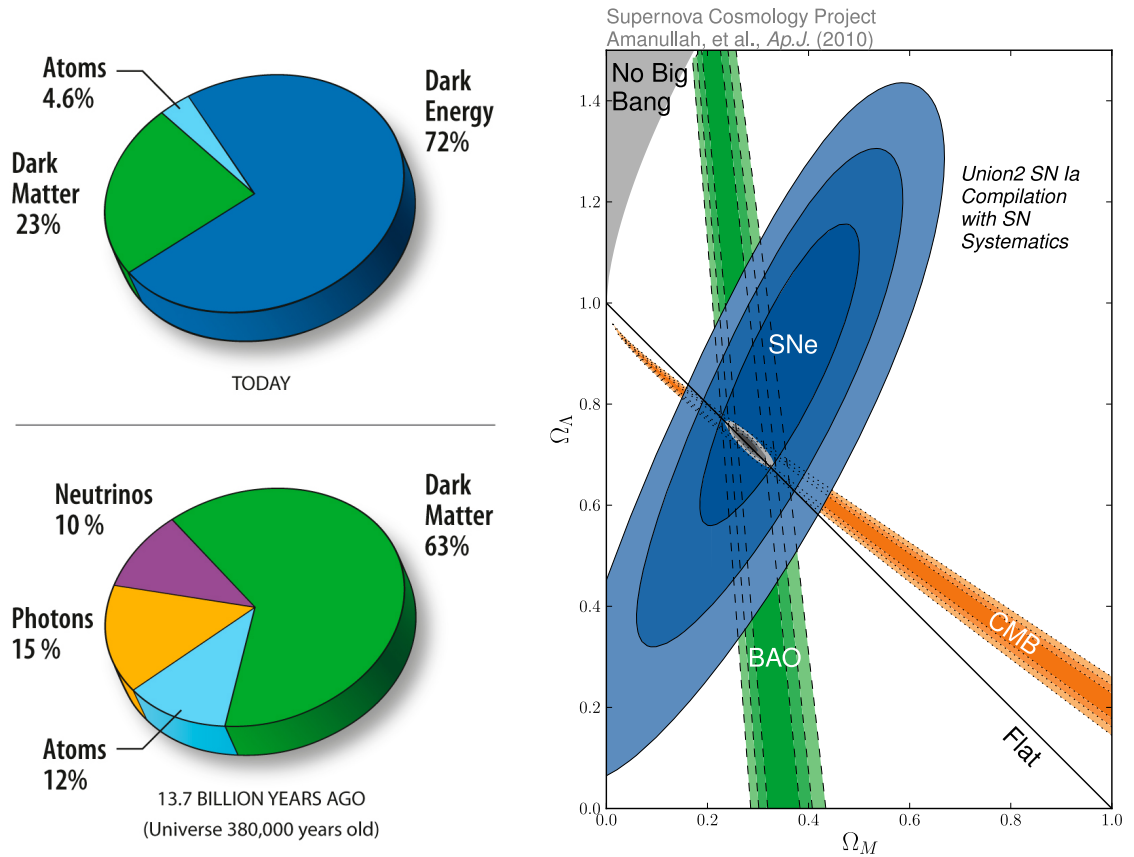 Atoms
4.6%
Dark
Energy
72%
Dark
Matter
23%
TODAY
Neutrinos
10 %
Dark
Matter
63%
Photons
15 %
Atoms
12%
13.7 BILLION YEARS AGO
(Universe 380,000 years old)
Supernova Cosmology Project
Amanullah, et al., Ap.J. (2010)
No Big
Bang
Union2 SN Ia
Compilation
with SN
Systematics
SNe
CMB
BAO
Flat
1.4
1.2
1.0
0.8
0.6
0.4
0.2
0.0
Ω_Λ
0.0 0.2 0.4 0.6 0.8 1.0
Ω_M